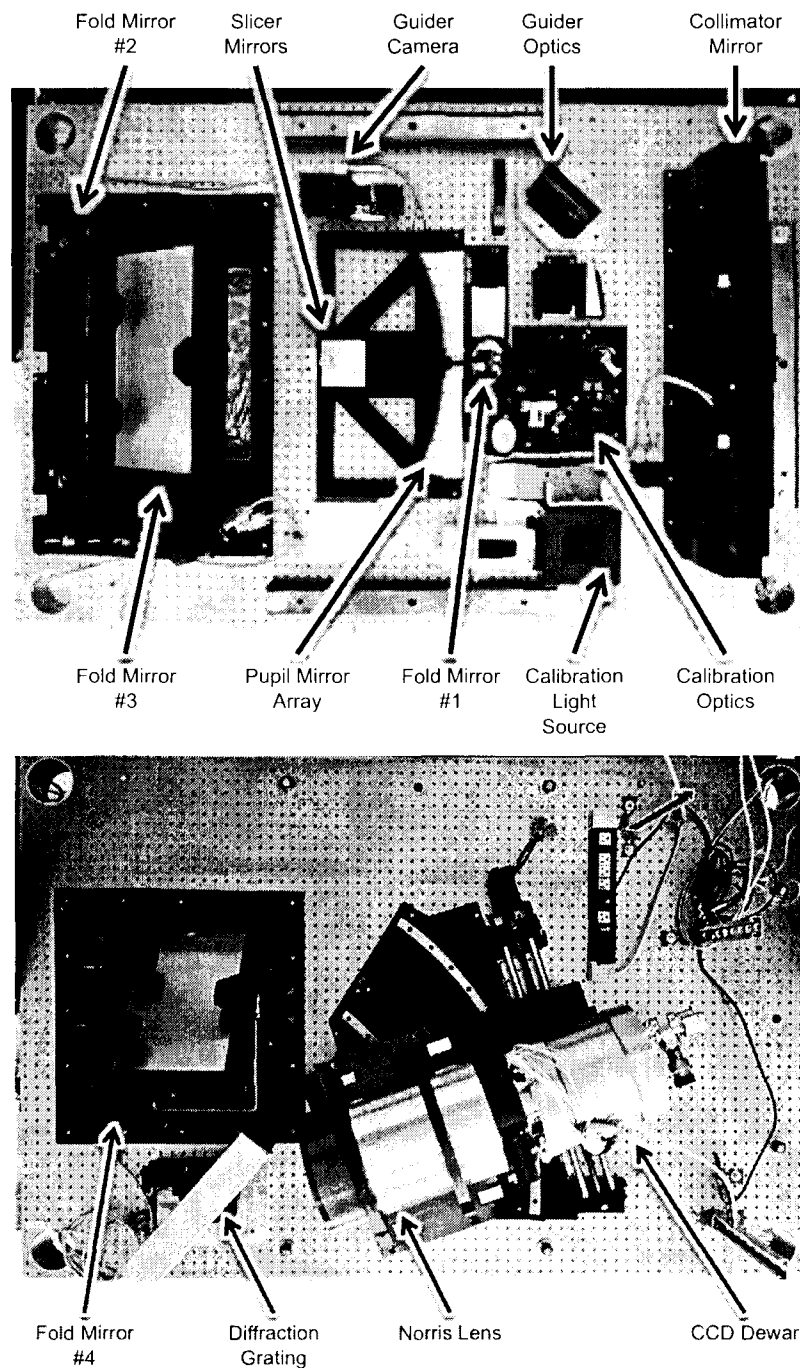 Fold Mirror
#2
Slicer
Mirrors
Guider
Camera
Guider
Optics
Collimator
Mirror
Fold Mirror
#3
Pupil Mirror
Array
Fold Mirror
#1
Calibration
Light
Source
Calibration
Optics
Fold Mirror
#4
Diffraction
Grating
Norris Lens
CCD Dewar